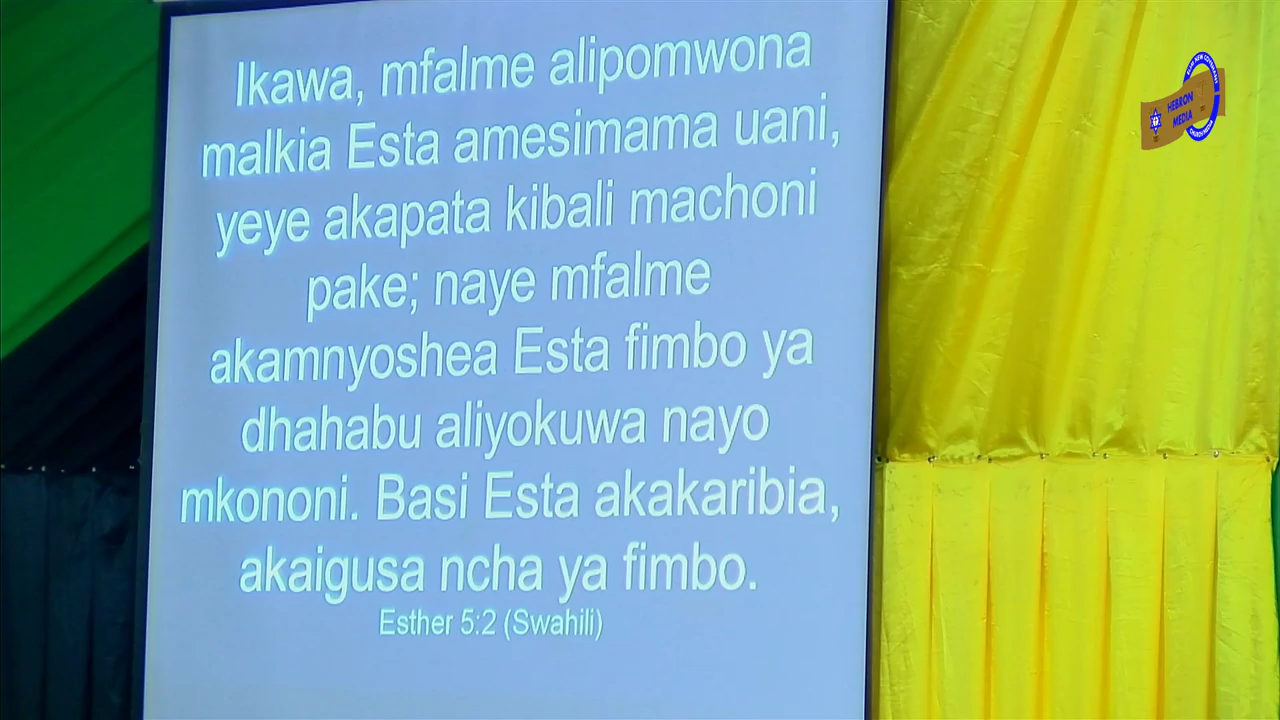 Ikawa, mfalme alipomwona
malkia Esta amesimama uani,
yeye akapata kibali machoni
pake; naye mfalme
akamnyoshea Esta fimbo ya
dhahabu aliyokuwa nayo
mkononi. Basi Esta akakaribia,
akaigusa ncha ya fimbo.
Esther 5:2 (Swahili)
HEBRON
MEDIA